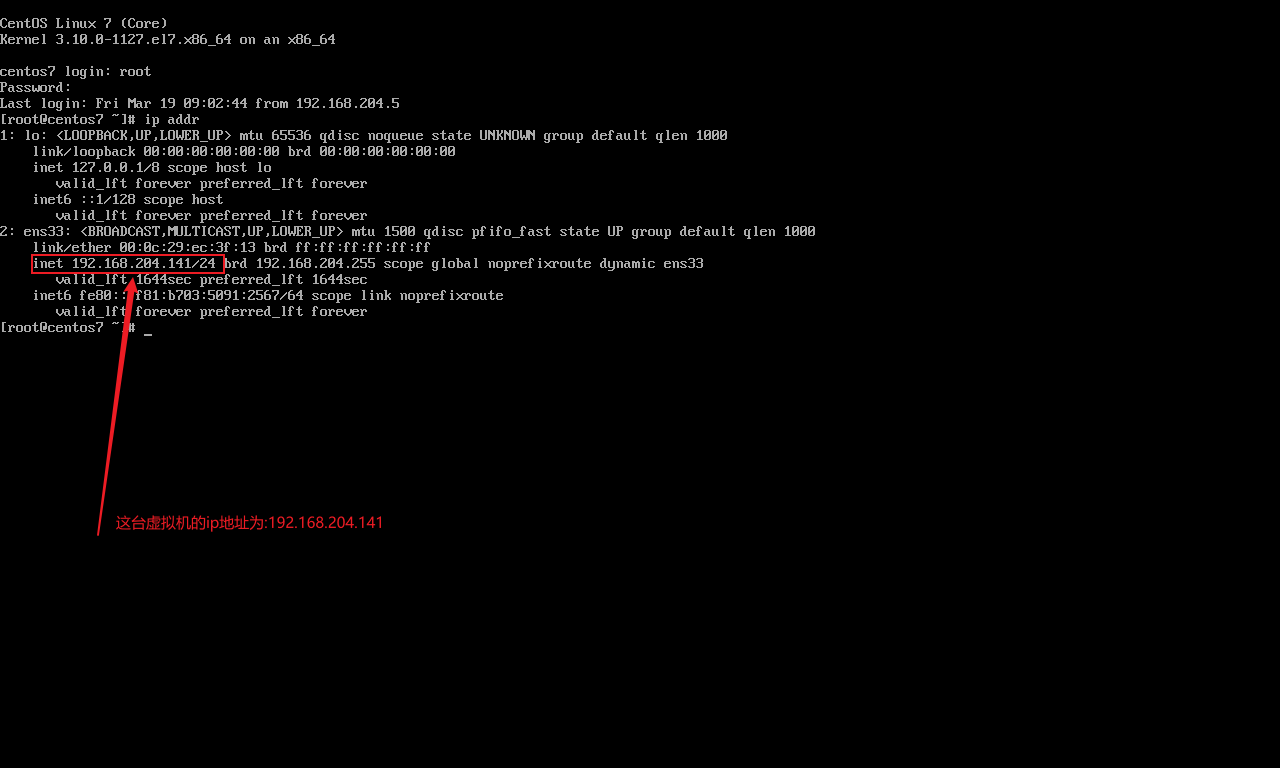 CentOS Linux 7 (Core)
Kernel 3.10.0-1127.el7.x86_64 on an x86_64
centos7 login: root
Password:
Last login: Fri Mar 19 09:02:44 from 192.168.204.5
[root@centos7 ~]# ip addr
1: lo: <LOOPBACK,UP,LOWER_UP> mtu 65536 qdisc noqueue state UNKNOWN group default qlen 1000
link/loopback 00:00:00:00:00:00 brd 00:00:00:00:00:00
inet 127.0.0.1/8 scope host lo
valid_lft forever preferred_lft forever
inet6 ::1/128 scope host
valid_lft forever preferred_lft forever
2: ens33: <BROADCAST,MULTICAST,UP,LOWER_UP> mtu 1500 qdisc pfifo_fast state UP group default qlen 1000
link/ether 00:0c:29:ec:3f:13 brd ff:ff:ff:ff:ff:ff
inet 192.168.204.141/24 brd 192.168.204.255 scope global noprefixroute dynamic ens33
valid_lft 1644sec preferred_lft 1644sec
inet6 scope link noprefixroute
valid_lft forever preferred_lft forever
[root@centos7 ~]# _
这台虚拟机的ip地址为:192.168.204.141